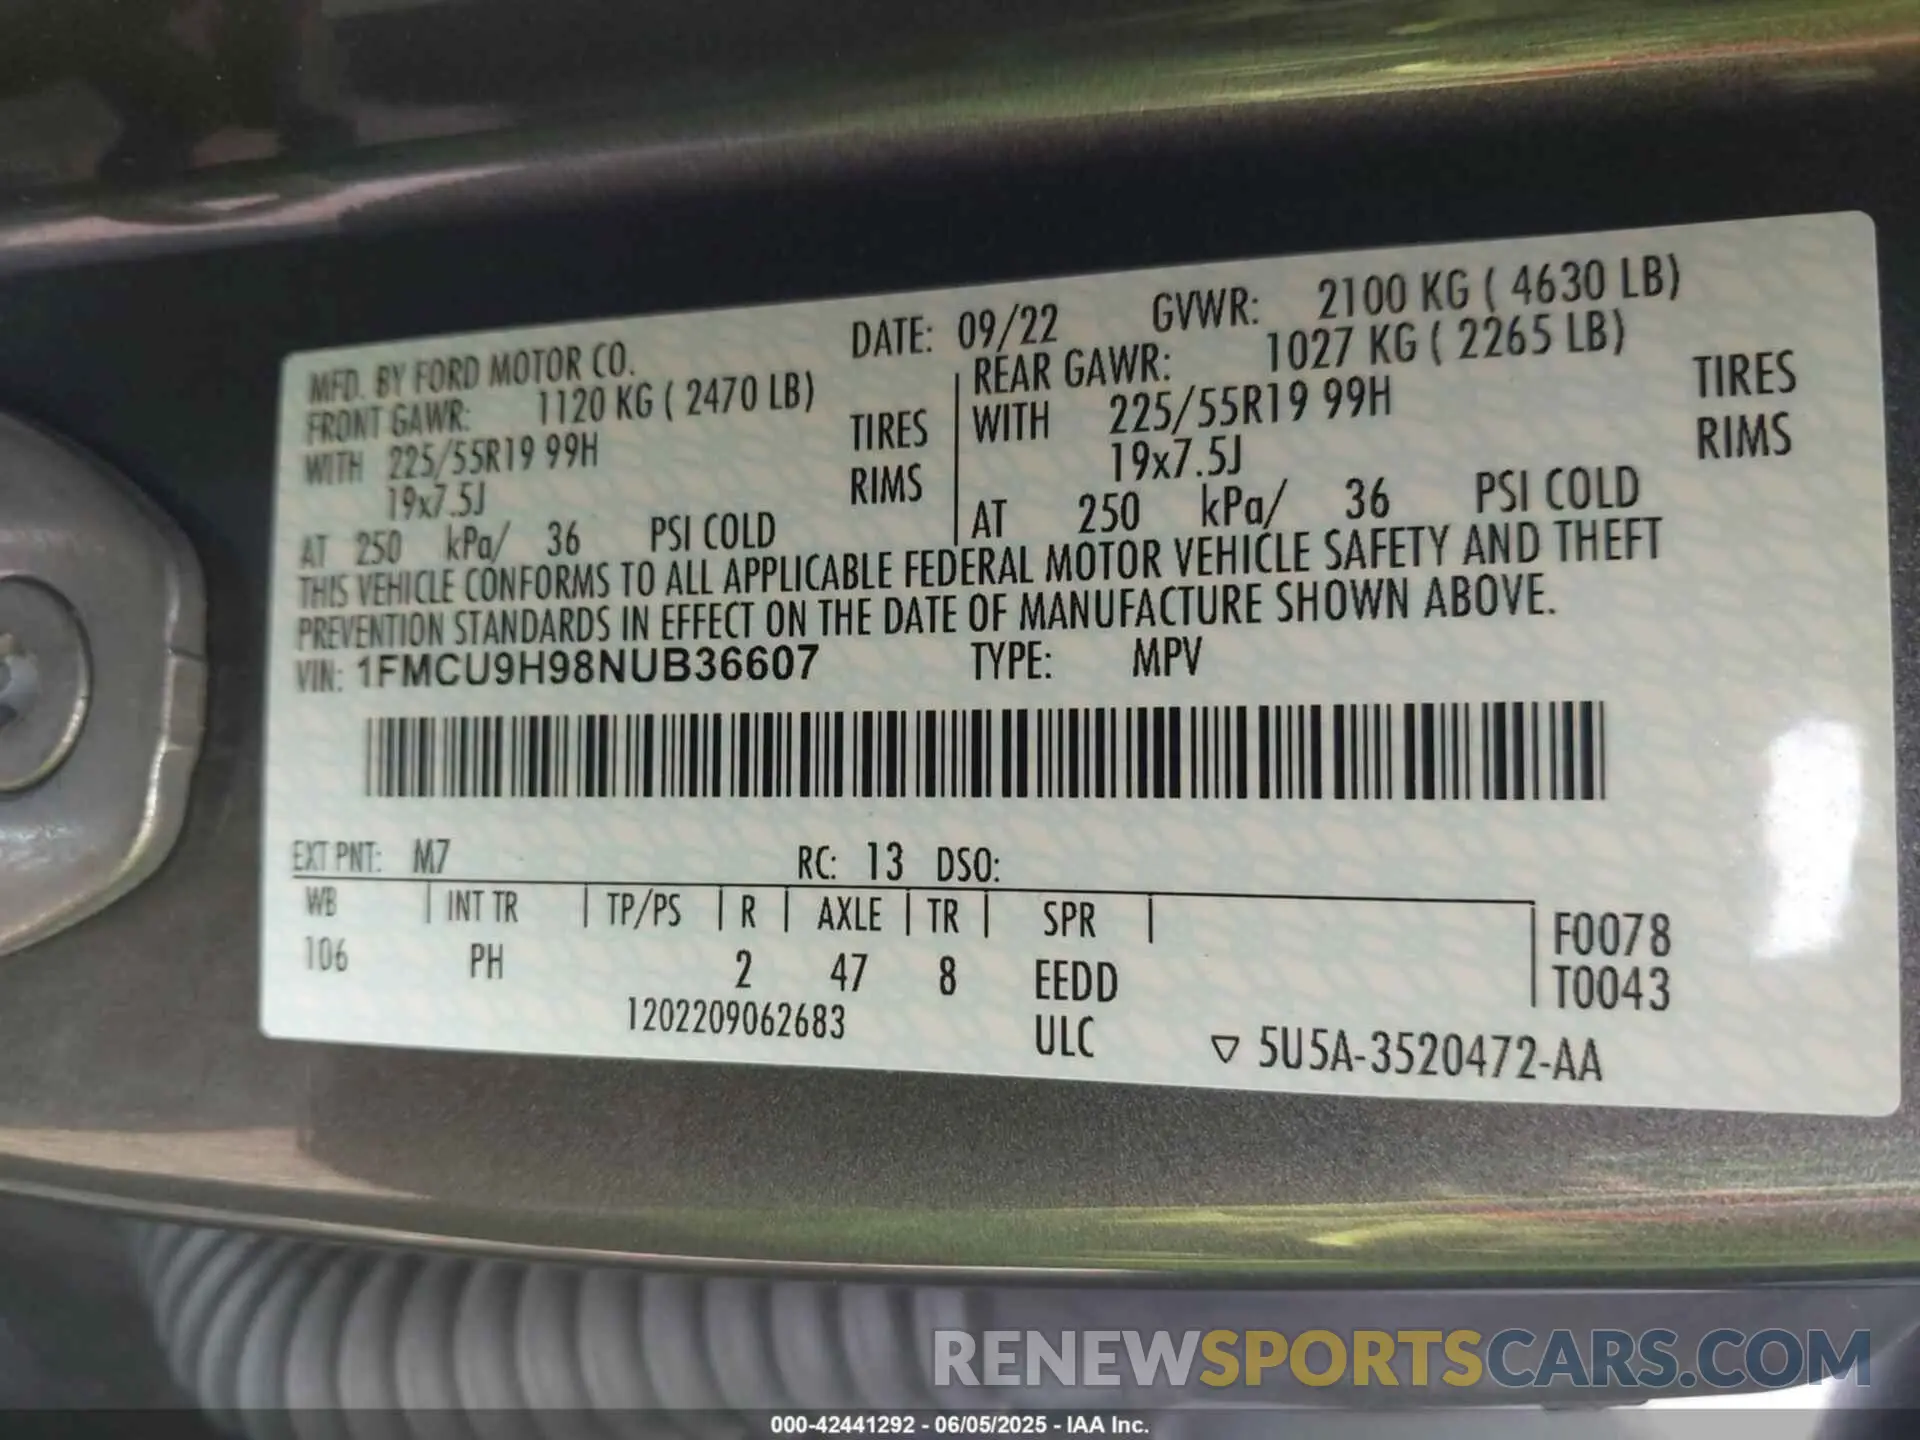 MFD. BY FORD MOTOR CO. DATE: 09/22 GVWR: 2100 KG ( 4630 LB)
FRONT GAWR: 1120 KG ( 2470 LB) REAR GAWR: 1027 KG ( 2265 LB)
WITH 225/55R19 99H TIRES WITH 225/55R19 99H TIRES
19x7.5J RIMS 19x7.5J RIMS
AT 250 kPa/ 36 PSI COLD AT 250 kPa/ 36 PSI COLD
THIS VEHICLE CONFORMS TO ALL APPLICABLE FEDERAL MOTOR VEHICLE SAFETY AND THEFT
PREVENTION STANDARDS IN EFFECT ON THE DATE OF MANUFACTURE SHOWN ABOVE.
VIN: 1FMCU9H98NUB36607 TYPE: MPV
EXT PNT: M7 RC: 13 DSO:
WB INT TR TP/PS R AXLE TR SPR F0078
106 PH 2 47 8 EEDD T0043
1202209062683 ULC ▽ 5U5A-3520472-AA
RENEWSPORTSCARS.COM
000-42441292 - 06/05/2025 - IAA Inc.